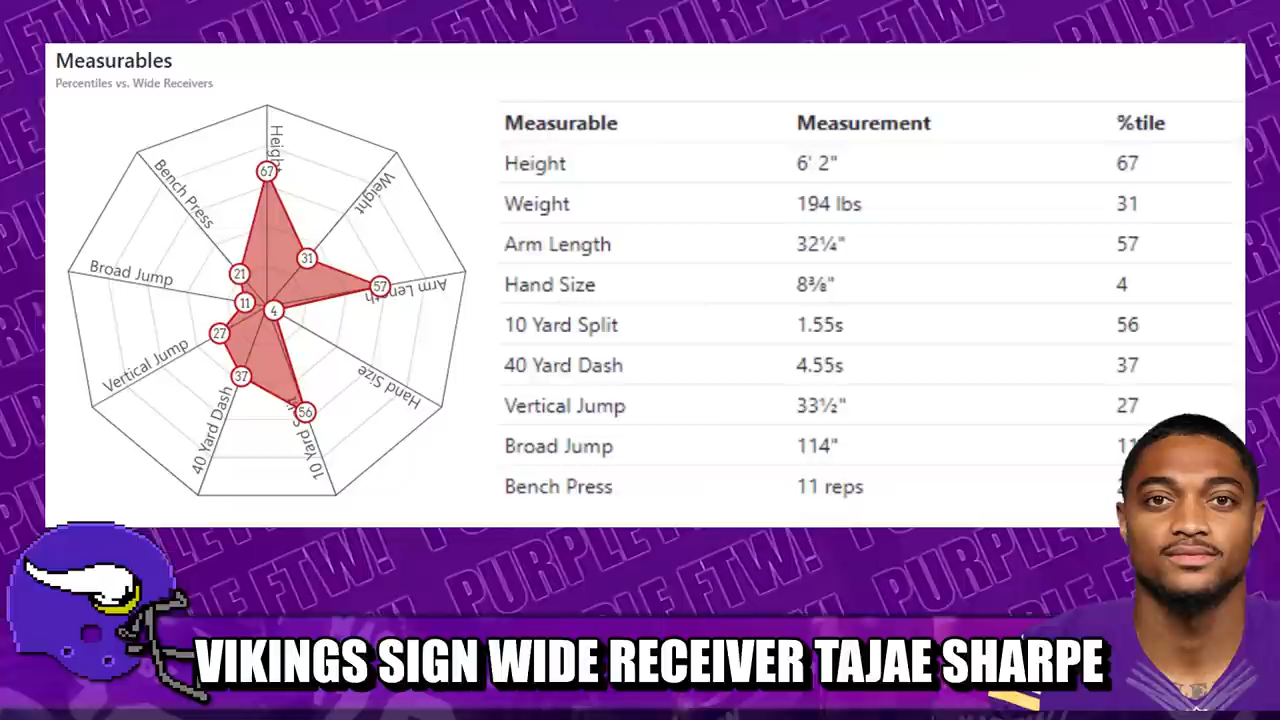 Measurables
Percentiles vs. Wide Receivers
Height
Weight
Arm Length
Hand Size
10 Yard
40 Yard Dash
Vertical Jump
Broad Jump
Bench Press
67
31
57
4
56
37
27
11
21
Measurable Measurement %tile
Height 6' 2" 67
Weight 194 lbs 31
Arm Length 32¼" 57
Hand Size 8⅜" 4
10 Yard Split 1.55s 56
40 Yard Dash 4.55s 37
Vertical Jump 33½" 27
Broad Jump 114" 11
Bench Press 11 reps
PURPLE FTW!
VIKINGS SIGN WIDE RECEIVER TAJAE SHARPE